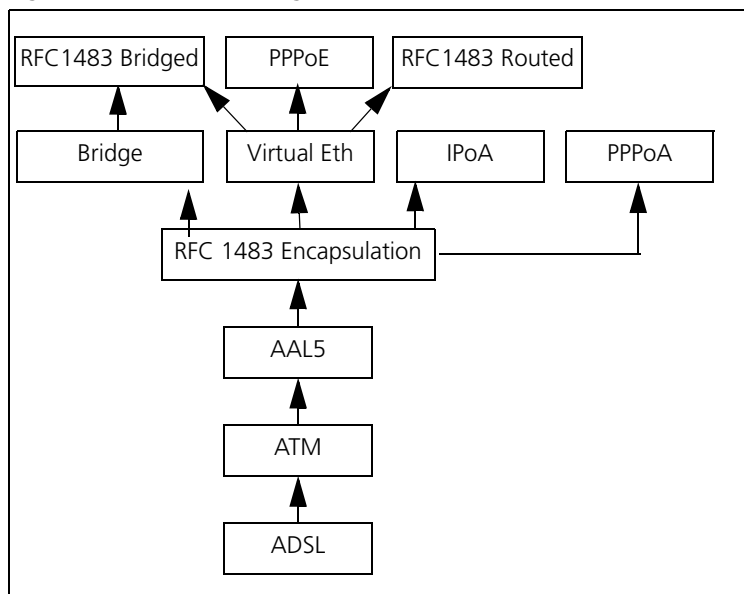 RFC1483 Bridged
PPPoE
RFC1483 Routed
Bridge
Virtual Eth
IPoA
PPPoA
RFC 1483 Encapsulation
AAL5
ATM
ADSL